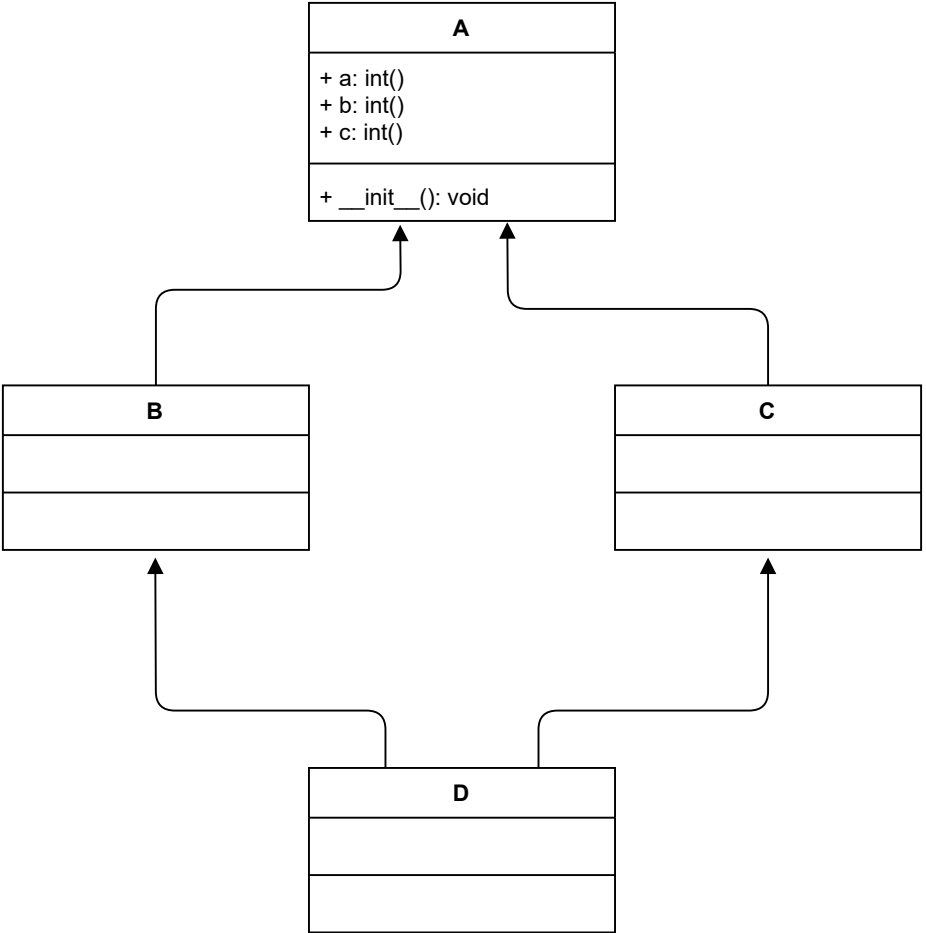 A
+ a: int()
+ b: int()
+ c: int()
+ __init__(): void
B
C
D